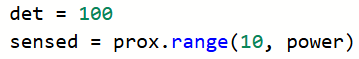 det = 100
sensed = prox.range(10, power)